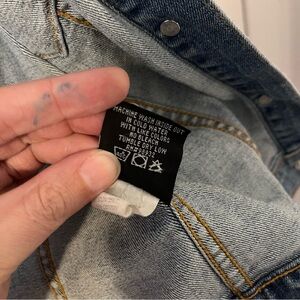 MACHINE WASH INSIDE OUT
IN COLD WATER
WITH LIKE COLORS
NO BLEACH
TUMBLE DRY LOW